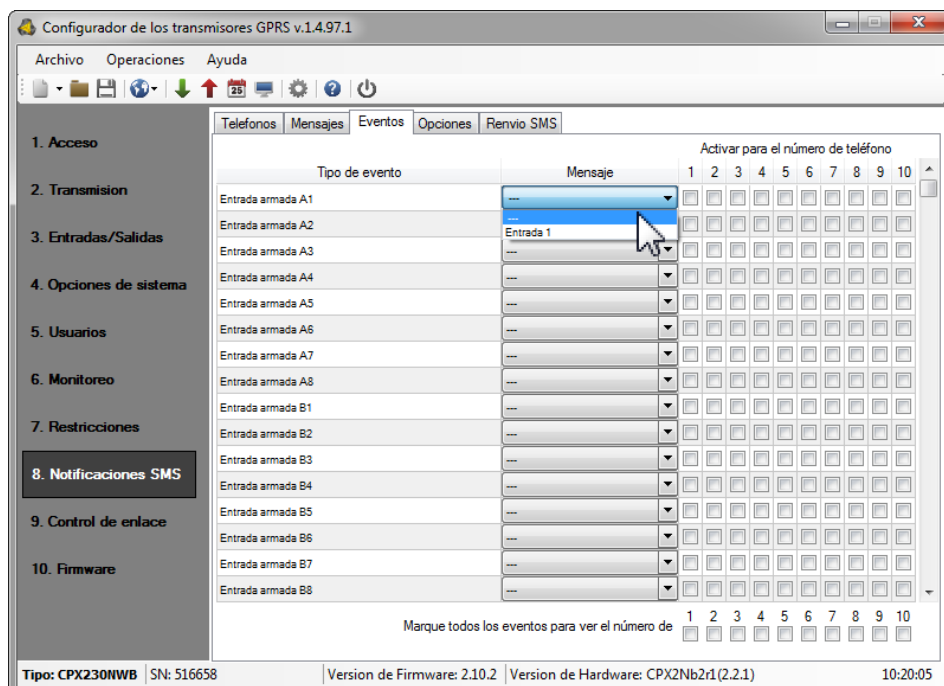 Configurador de los transmisores GPRS v.1.4.97.1
Archivo Operaciones Ayuda
25
Telefonos Mensajes Eventos Opciones Renvio SMS
1. Acceso
2. Transmision
3. Entradas/Salidas
4. Opciones de sistema
5. Usuarios
6. Monitoreo
7. Restricciones
8. Notificaciones SMS
9. Control de enlace
10. Firmware
Activar para el número de teléfono
Tipo de evento Mensaje 1 2 3 4 5 6 7 8 9 10
Entrada armada A1 ---
---
Entrada 1
Entrada armada A2
Entrada armada A3 ---
Entrada armada A4 ---
Entrada armada A5 ---
Entrada armada A6 ---
Entrada armada A7 ---
Entrada armada A8 ---
Entrada armada B1 ---
Entrada armada B2 ---
Entrada armada B3 ---
Entrada armada B4 ---
Entrada armada B5 ---
Entrada armada B6 ---
Entrada armada B7 ---
Entrada armada B8 ---
1 2 3 4 5 6 7 8 9 10
Marque todos los eventos para ver el número de
Tipo: CPX230NWB SN: 516658 Version de Firmware: 2.10.2 Version de Hardware: CPX2Nb2r1(2.2.1) 10:20:05